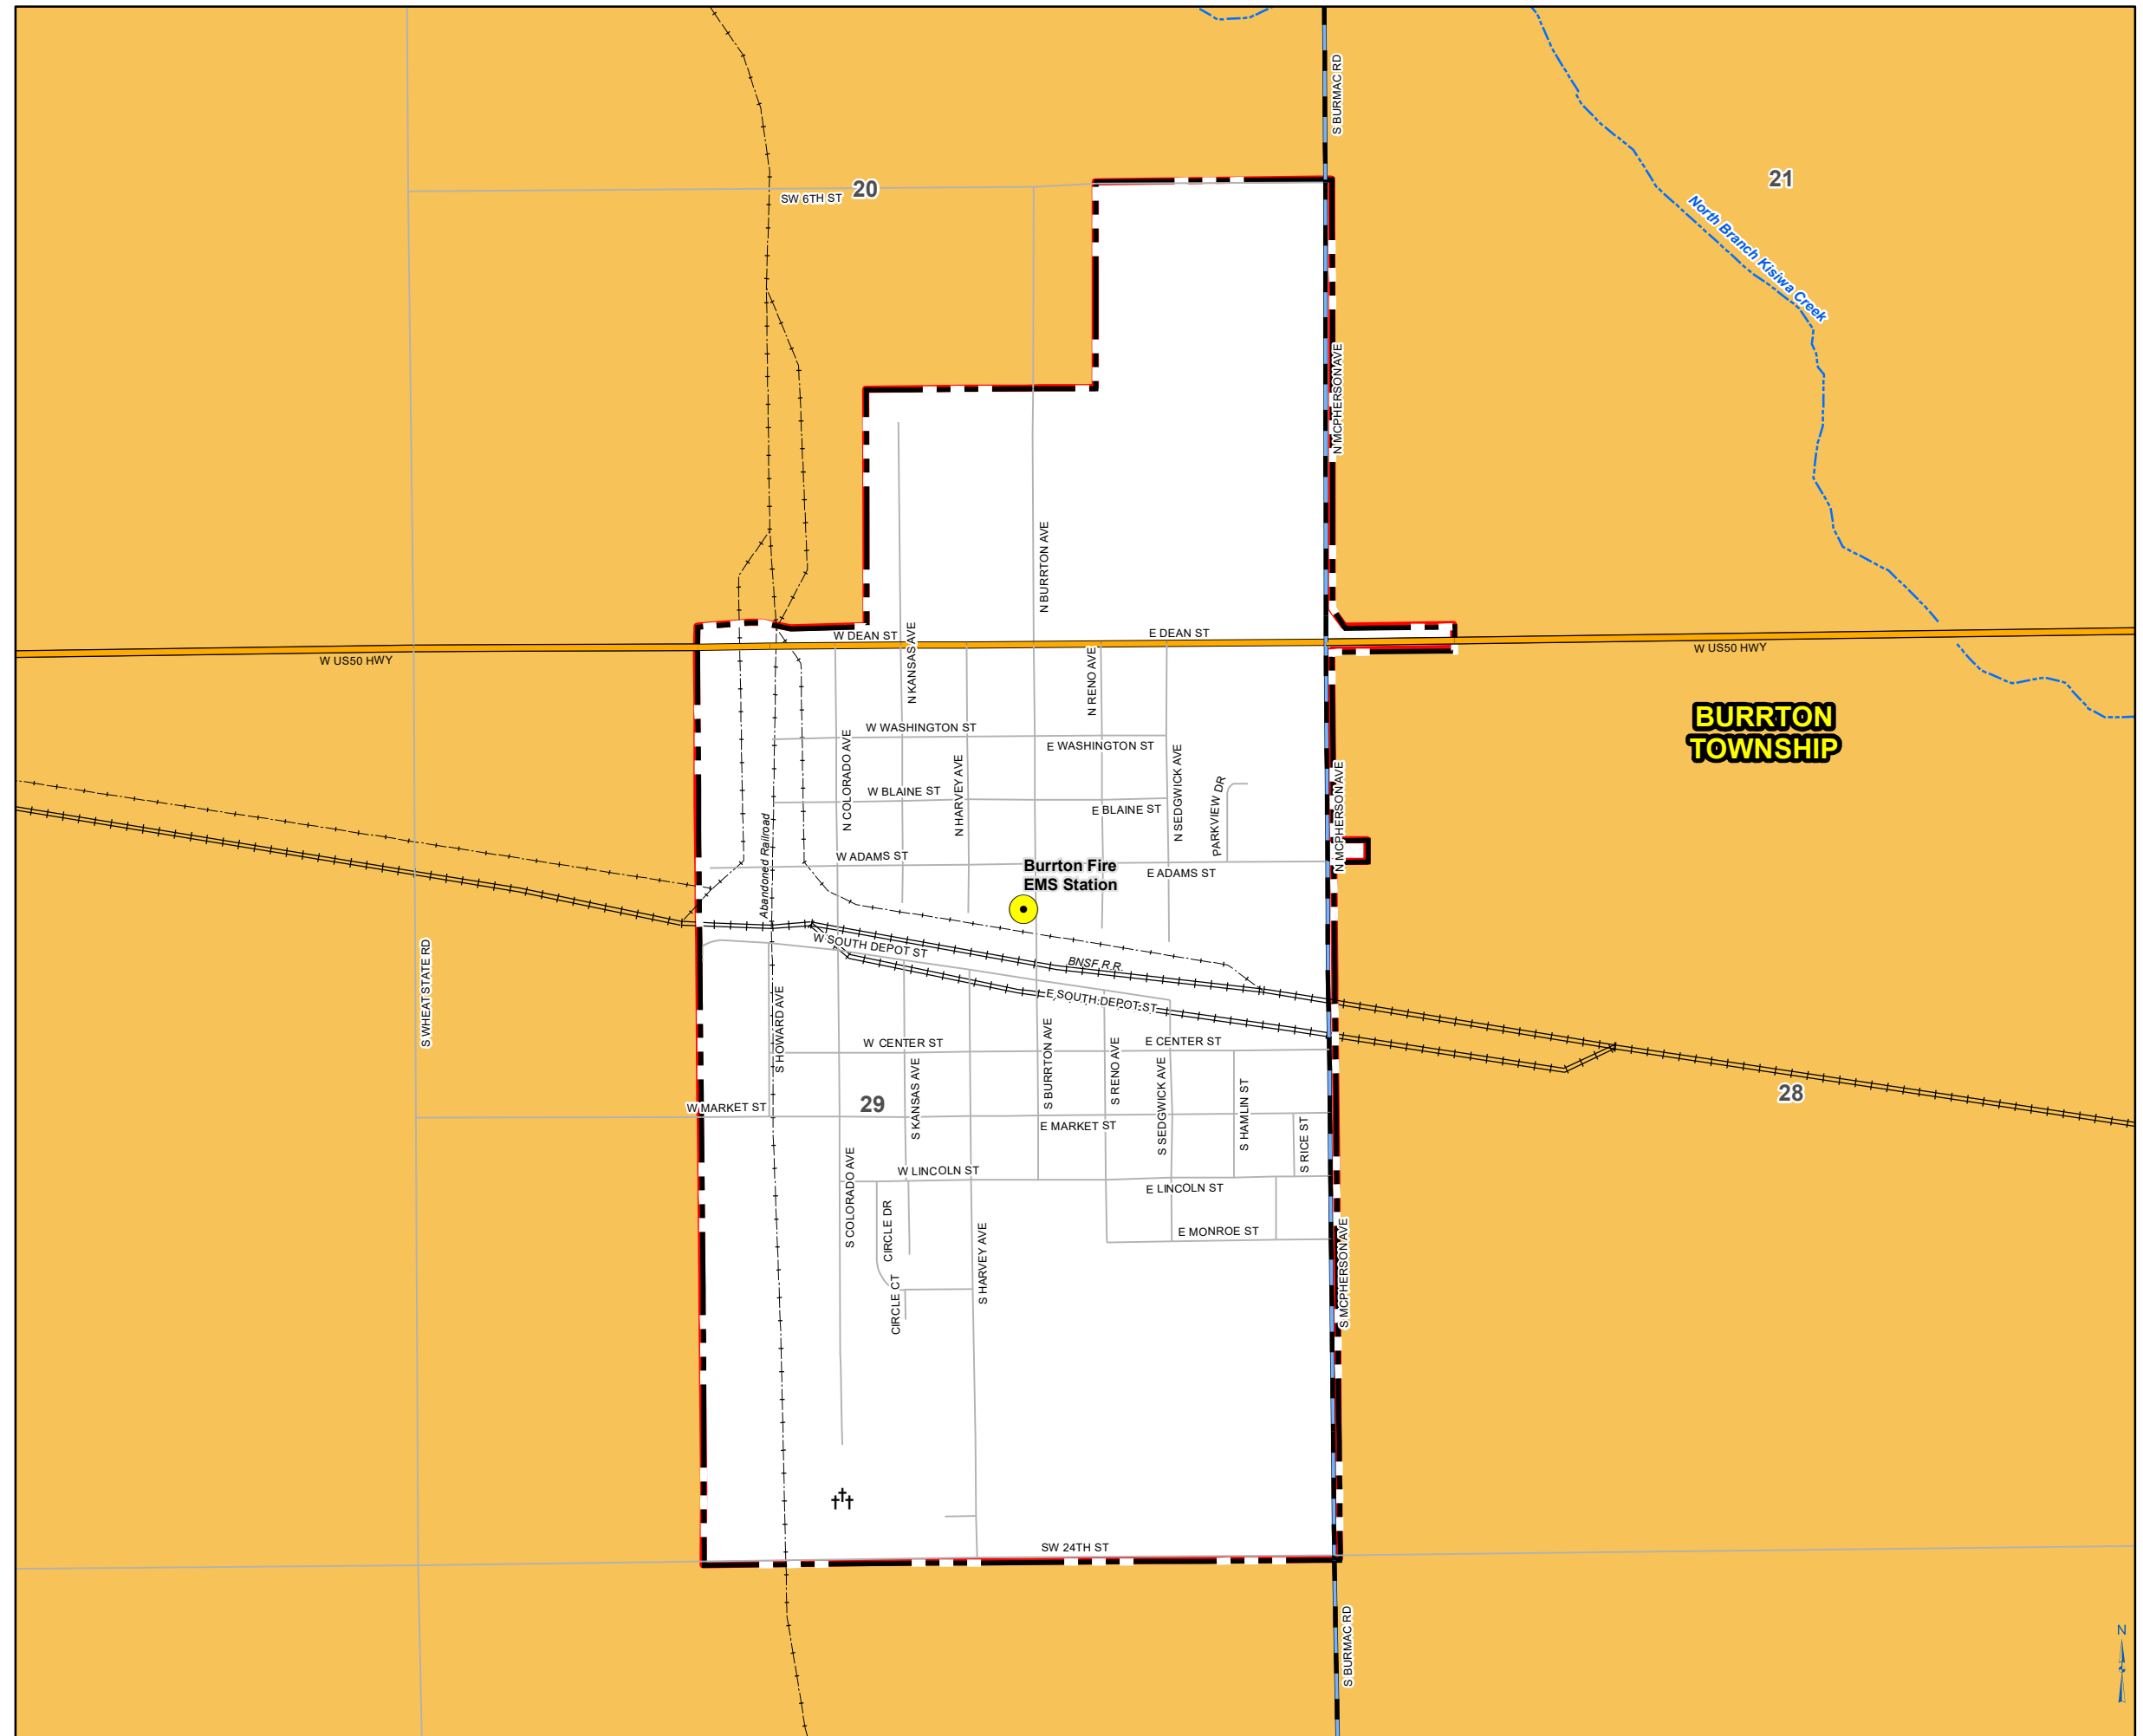 S BURMAC RD
20
21
SW 6TH ST
North Branch Kisiwa Creek
N MCPHERSON AVE
N BURRTON AVE
W DEAN ST
E DEAN ST
W US50 HWY
W US50 HWY
N KANSAS AVE
N RENO AVE
BURRTON
TOWNSHIP
W WASHINGTON ST
E WASHINGTON ST
N COLORADO AVE
N HARVEY AVE
N SEDGWICK AVE
PARKVIEW DR
N MCPHERSON AVE
W BLAINE ST
E BLAINE ST
Abandoned Railroad
W ADAMS ST
E ADAMS ST
Burrton Fire
EMS Station
S WHEAT STATE RD
W SOUTH DEPOT ST
BNSF R.R.
E SOUTH DEPOT ST
S HOWARD AVE
W CENTER ST
E CENTER ST
S BURRTON AVE
S RENO AVE
S KANSAS AVE
S SEDGWICK AVE
S HAMLIN ST
S RICE ST
29
28
W MARKET ST
E MARKET ST
W LINCOLN ST
E LINCOLN ST
S COLORADO AVE
CIRCLE DR
S HARVEY AVE
E MONROE ST
S MCPHERSON AVE
CIRCLE CT
SW 24TH ST
S BURMAC RD
N